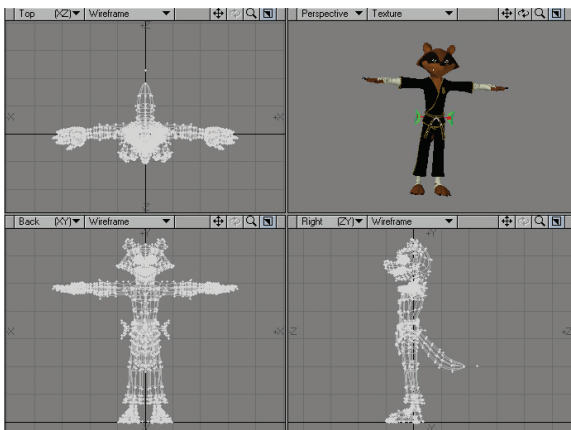 Top (XZ) Wireframe
Perspective Texture
+Z
-X +X
-Z
Back (XY) Wireframe
Right (ZY) Wireframe
+Y +Y
-X +X -Z +Z